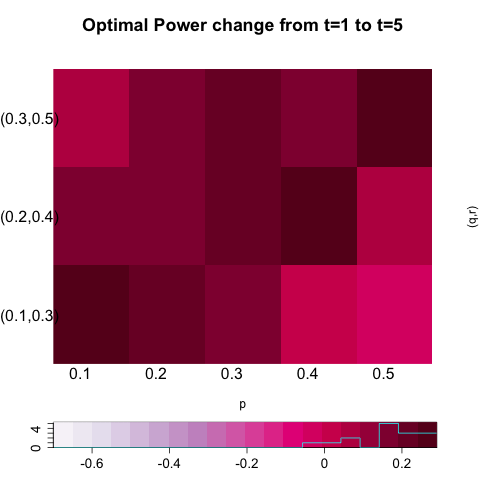 Optimal Power change from t=1 to t=5
(0.3,0.5)
(0.2,0.4)
(0.1,0.3)
(q,r)
0.1 0.2 0.3 0.4 0.5
p
0 4
-0.6 -0.4 -0.2 0 0.2